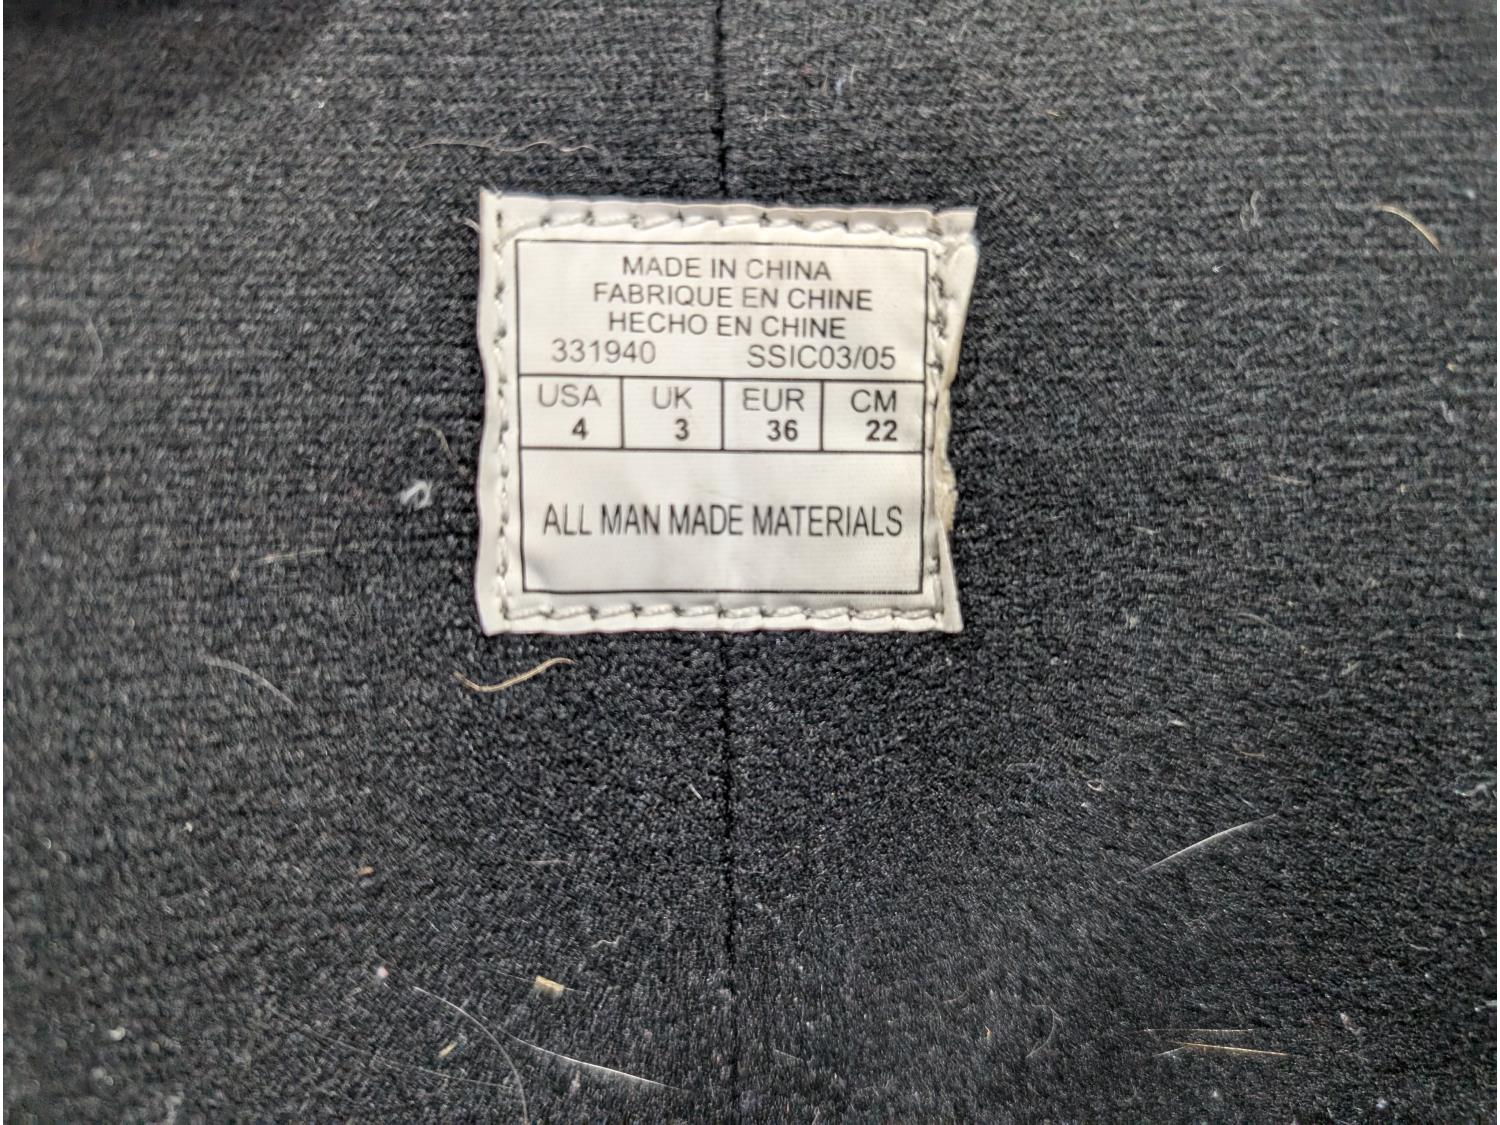 MADE IN CHINA
FABRIQUE EN CHINE
HECHO EN CHINE
331940 SSIC03/05
USA UK EUR CM
4 3 36 22
ALL MAN MADE MATERIALS